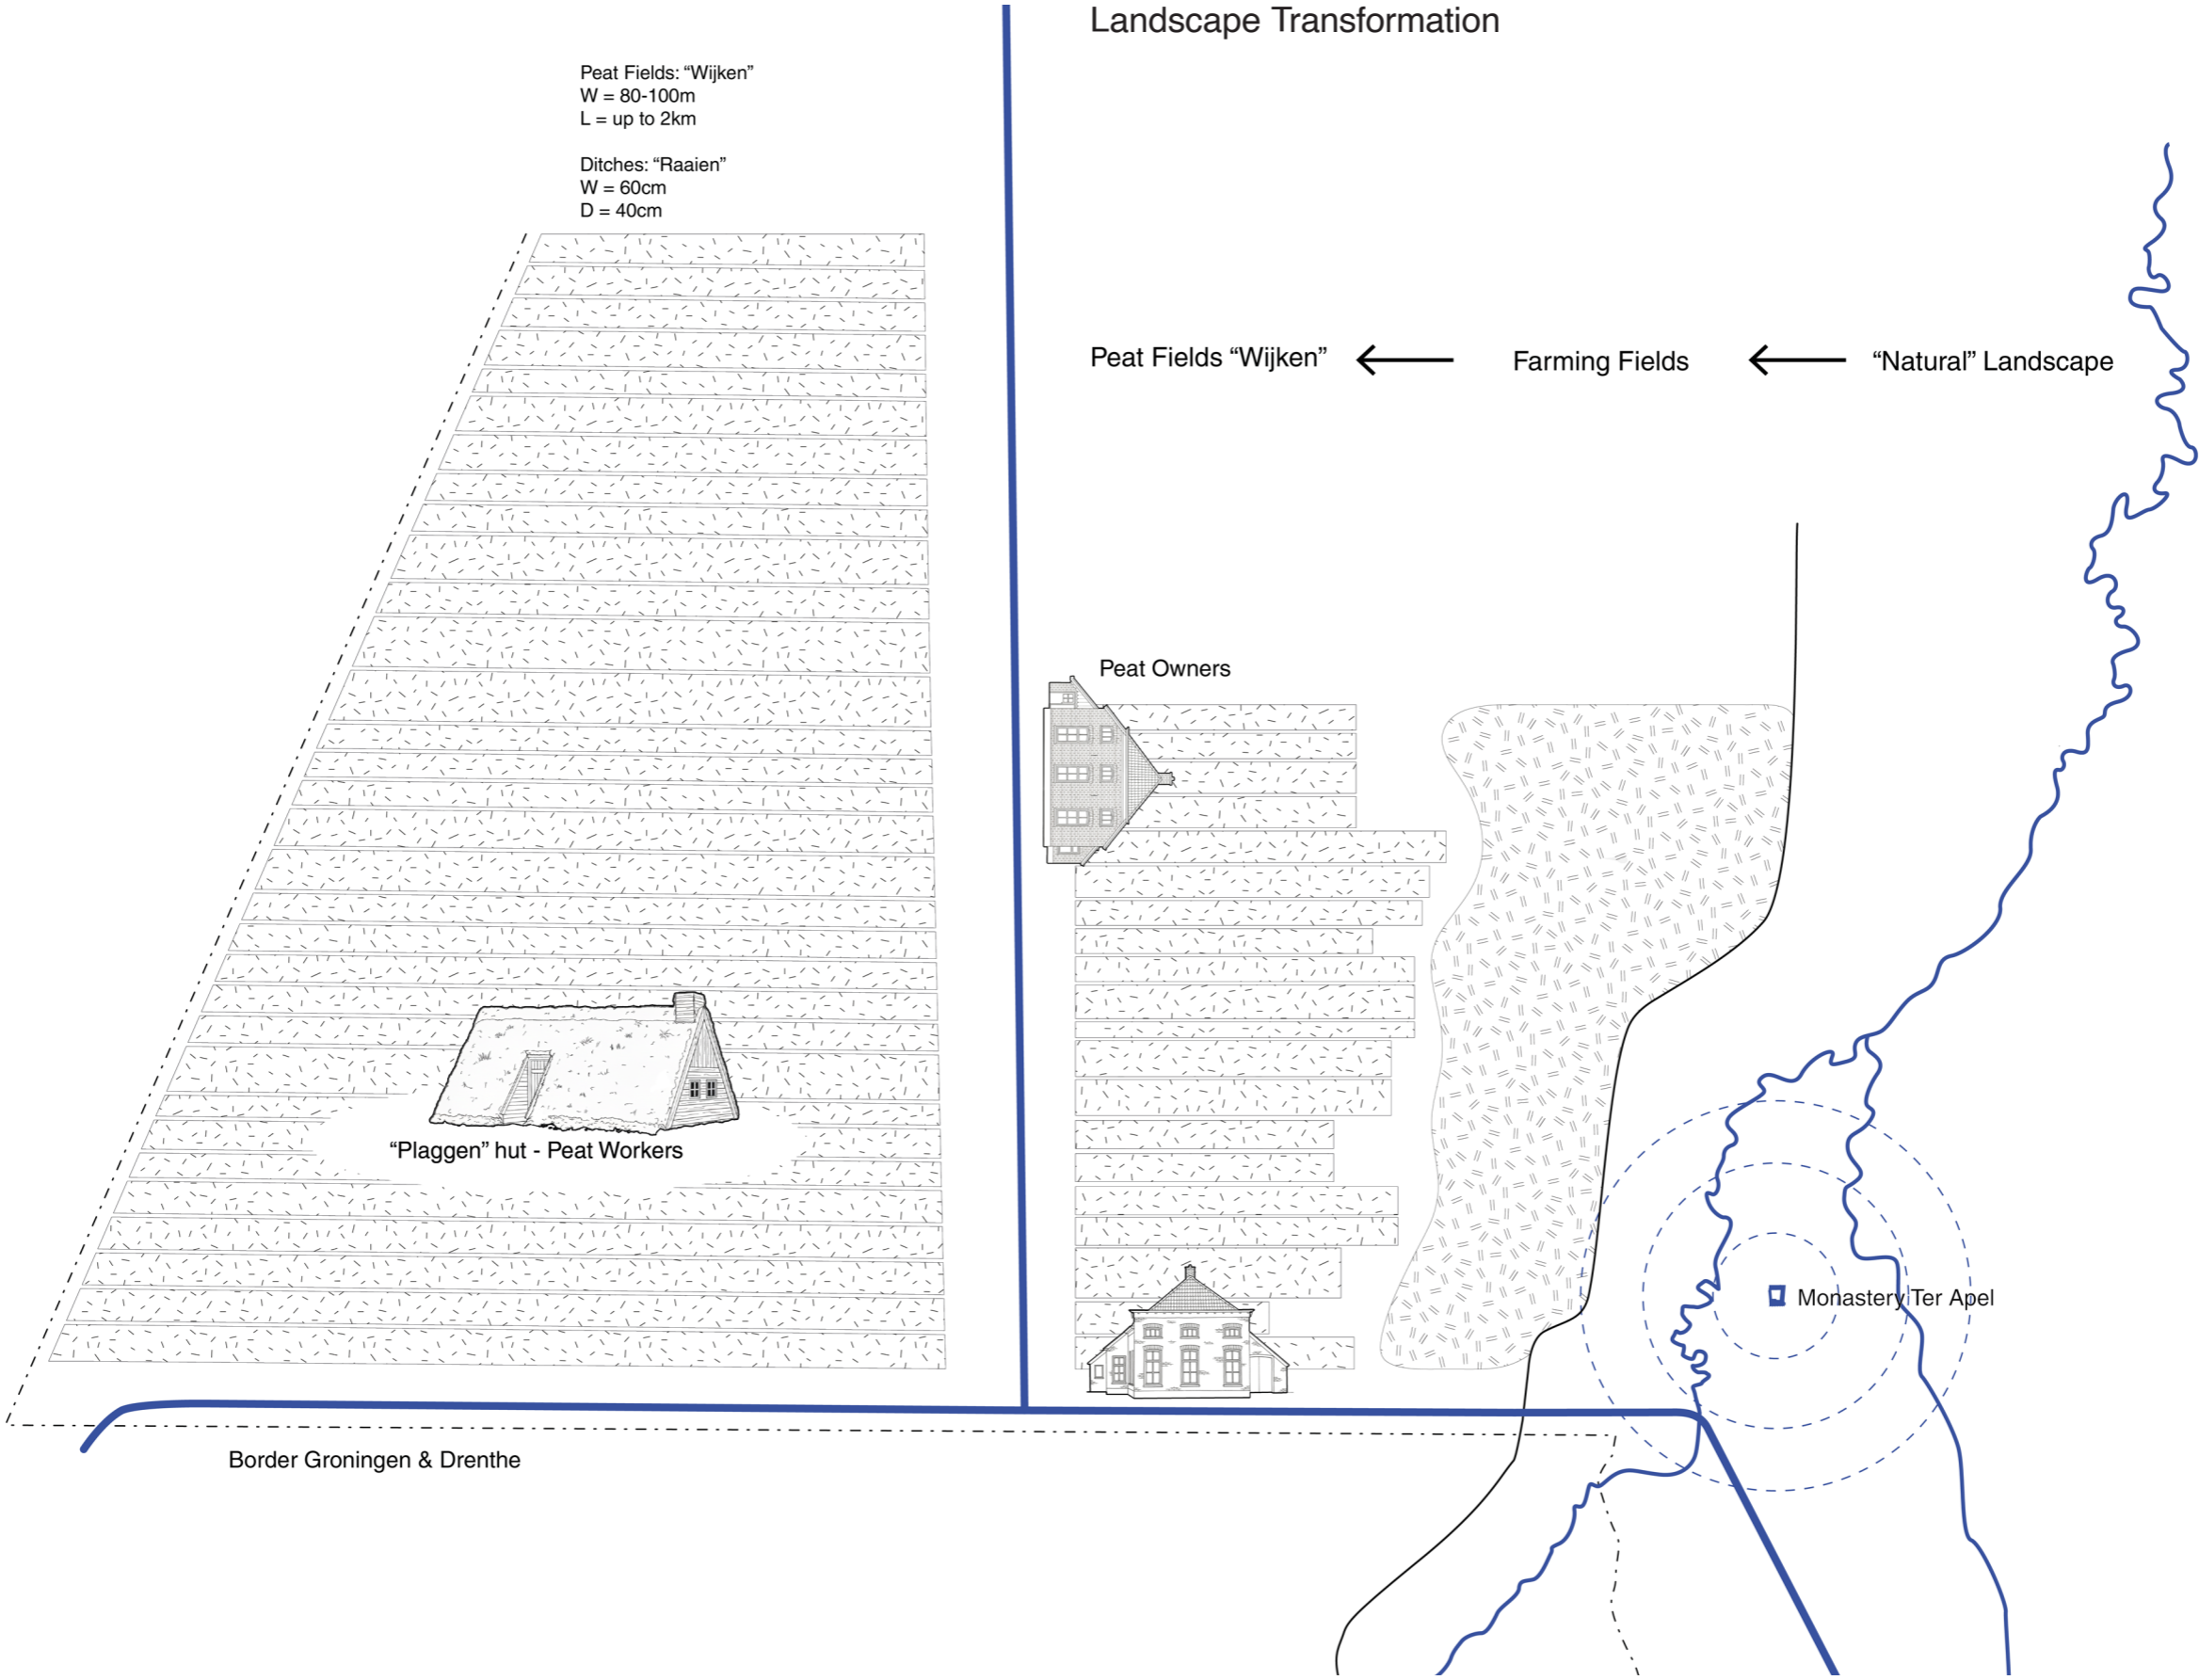 Landscape Transformation
Peat Fields: “Wijken”
W = 80-100m
L = up to 2km
Ditches: “Raaien”
W = 60cm
D = 40cm
Peat Fields “Wijken”
Farming Fields
“Natural” Landscape
Peat Owners
“Plaggen” hut - Peat Workers
Monastery Ter Apel
Border Groningen & Drenthe